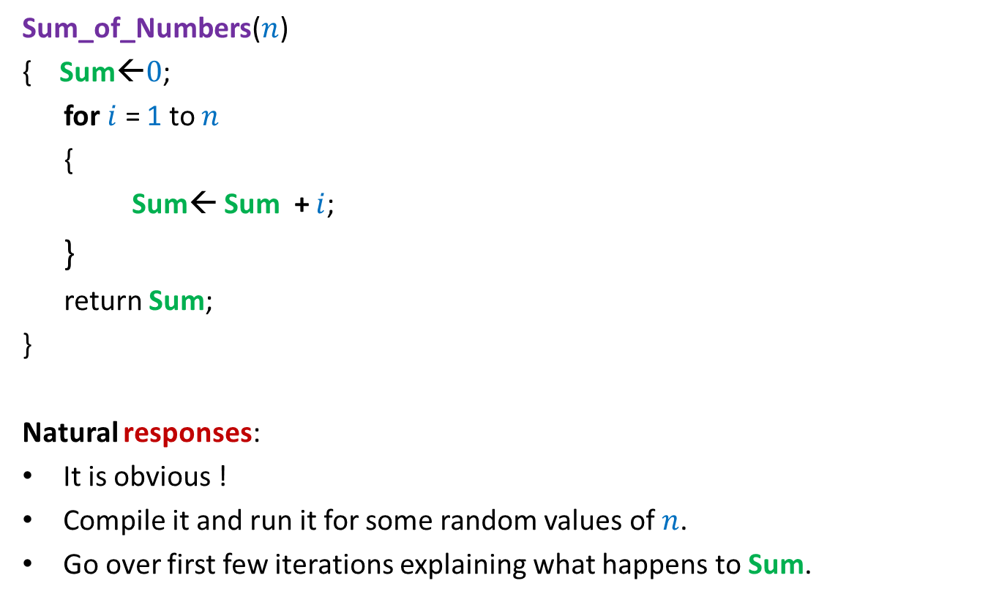 Sum_of_Numbers(n)
{ Sum←0;
for i = 1 to n
{
Sum← Sum + i;
}
return Sum;
}
Natural responses:
• It is obvious !
• Compile it and run it for some random values of n.
• Go over first few iterations explaining what happens to Sum.